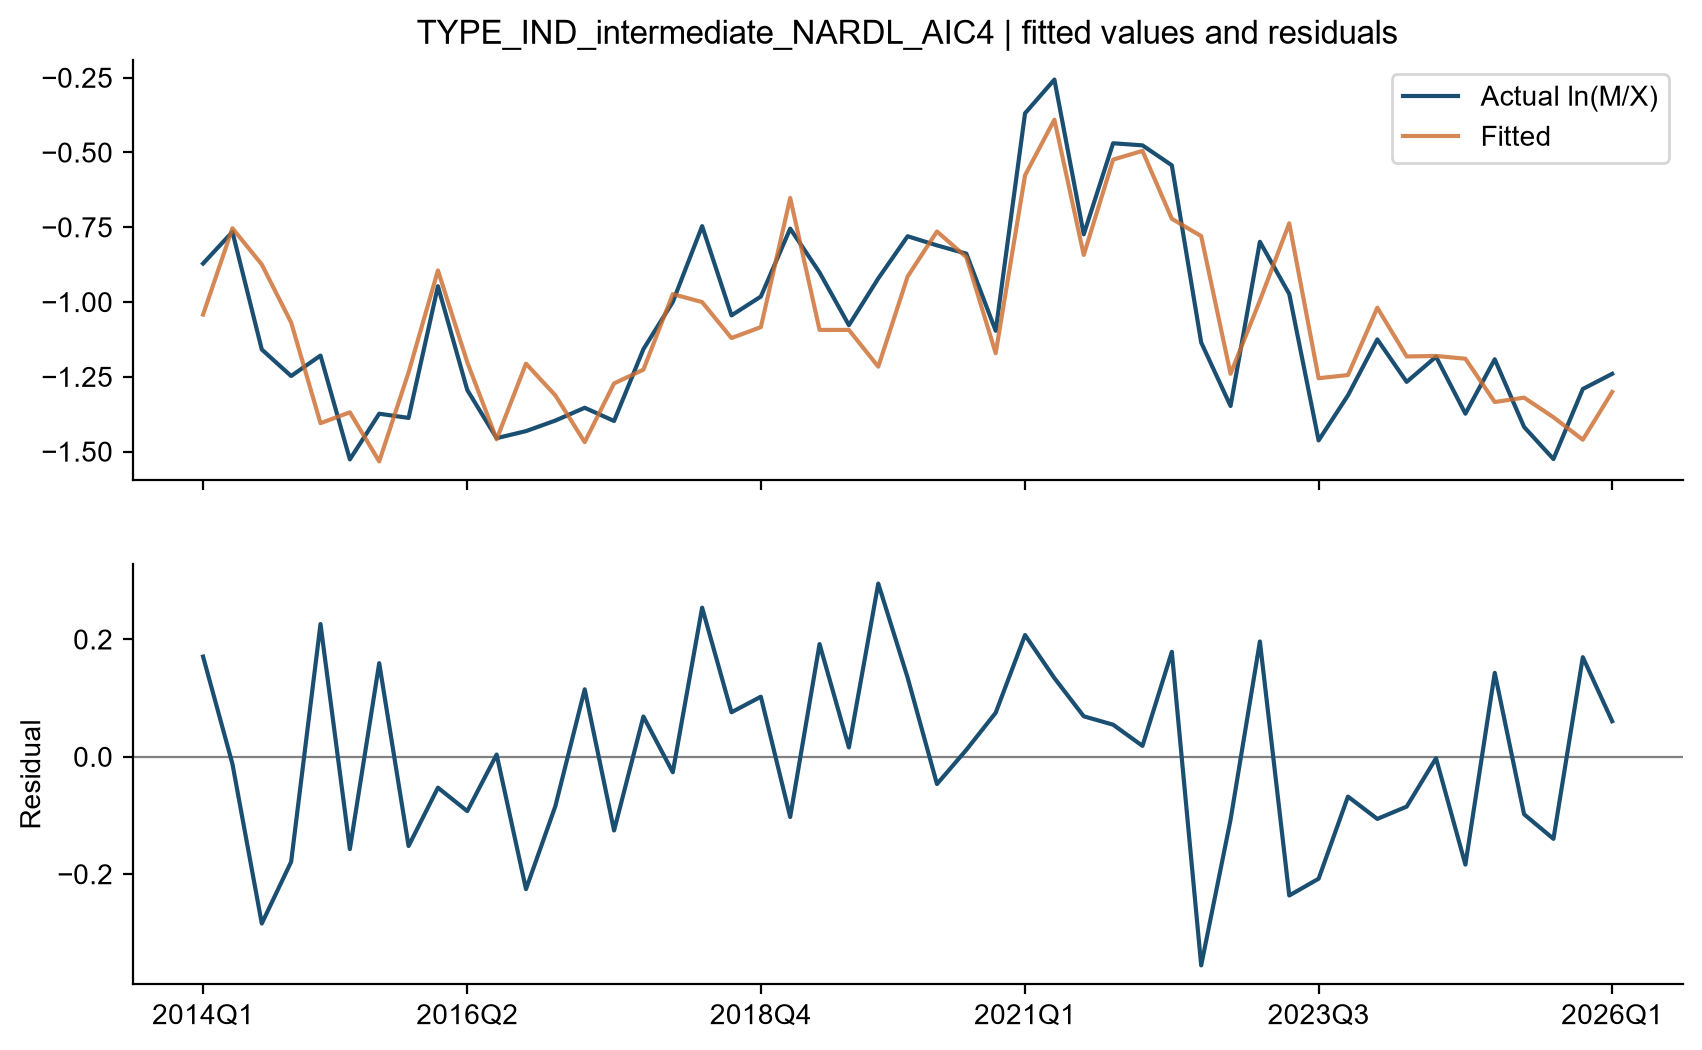 TYPE_IND_intermediate_NARDL_AIC4 | fitted values and residuals
Actual ln(M/X)
Fitted
−0.25
−0.50
−0.75
−1.00
−1.25
−1.50
Residual
0.2
0.0
−0.2
2014Q1
2016Q2
2018Q4
2021Q1
2023Q3
2026Q1